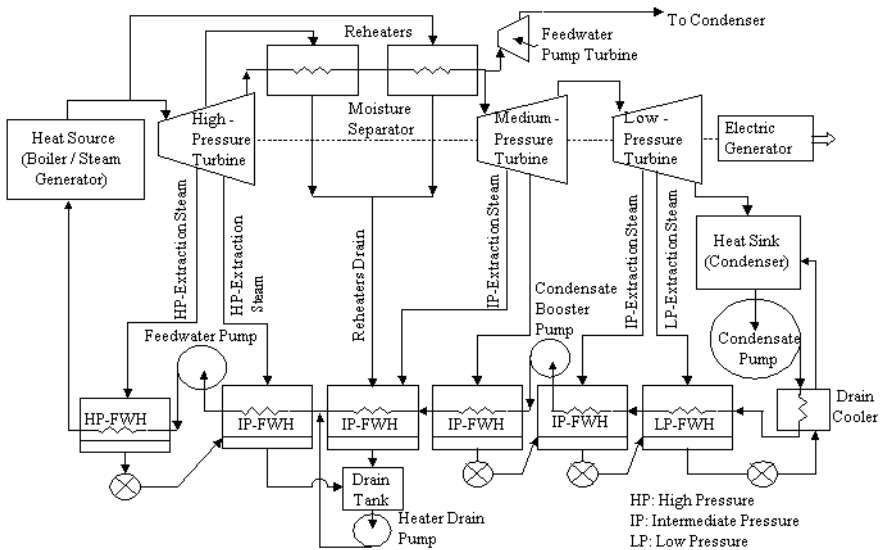 Reheaters
To Condenser
Feedwater
Pump Turbine
Heat Source
(Boiler / Steam
Generator)
High -
Pressure
Turbine
Moisture
Separator
Medium-
Pressure
Turbine
Low -
Pressure
Turbine
Electric
Generator
HP-Extraction Steam
HP-Extraction
Steam
Reheaters Drain
IP-Extraction Steam
IP-Extraction Steam
LP-Extraction Steam
Heat Sink
(Condenser)
Condensate
Booster
Pump
Feedwater Pump
Condensate
Pump
Drain
Cooler
HP-FWH
IP-FWH
IP-FWH
IP-FWH
IP-FWH
LP-FWH
Drain
Tank
Heater Drain
Pump
HP: High Pressure
IP: Intermediate Pressure
LP: Low Pressure